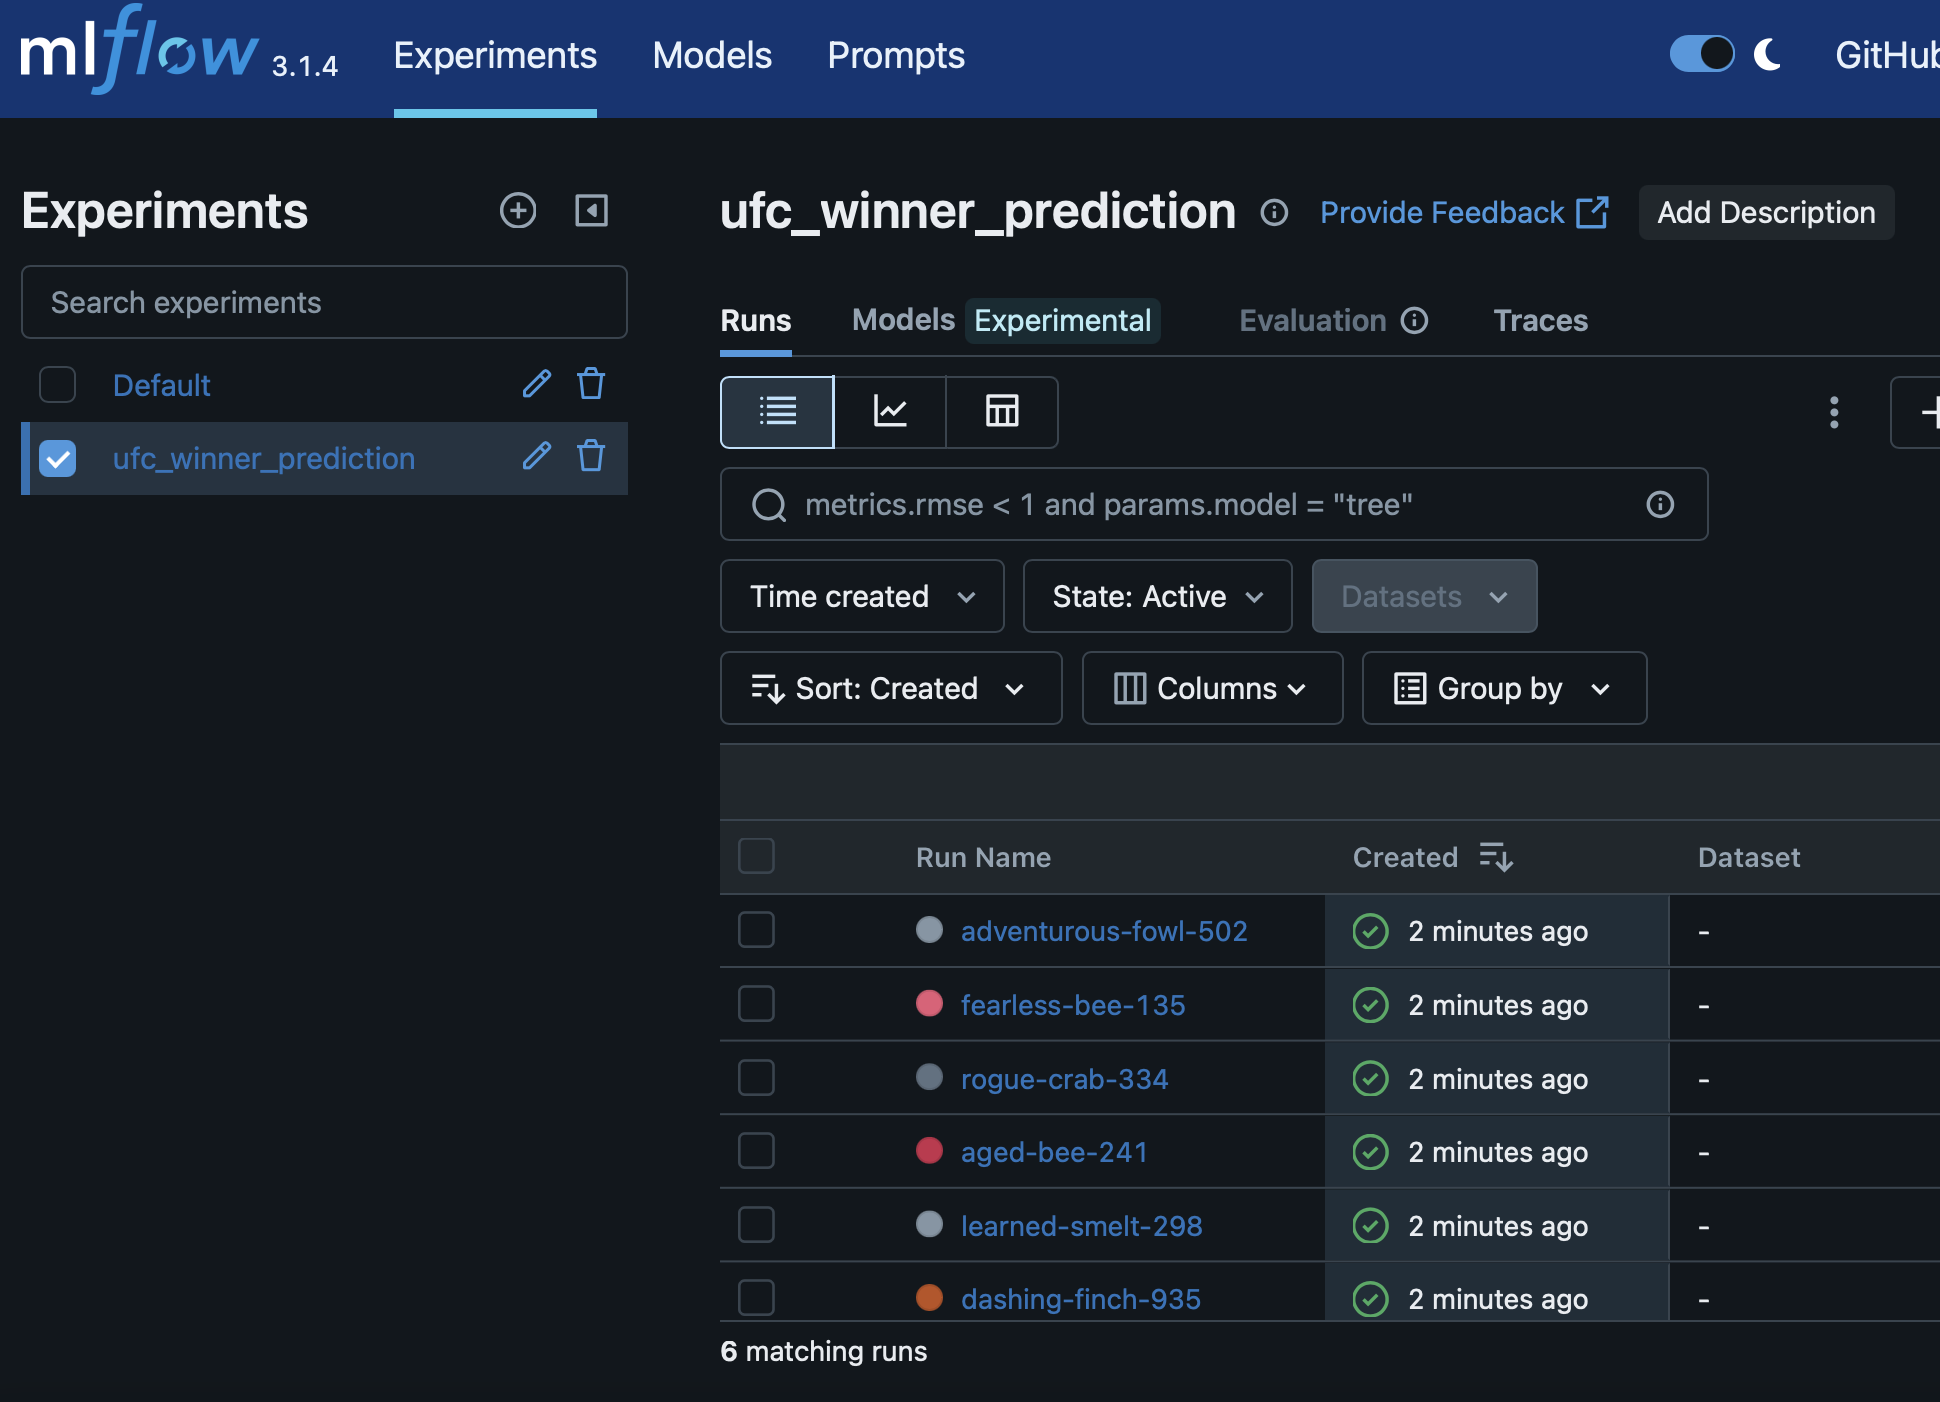 mlflow 3.1.4 Experiments Models Prompts GitHub
Experiments
Search experiments
Default
ufc_winner_prediction
ufc_winner_prediction Provide Feedback Add Description
Runs Models Experimental Evaluation Traces
metrics.rmse < 1 and params.model = "tree"
Time created State: Active Datasets
Sort: Created Columns Group by
Run Name Created Dataset
adventurous-fowl-502 2 minutes ago -
fearless-bee-135 2 minutes ago -
rogue-crab-334 2 minutes ago -
aged-bee-241 2 minutes ago -
learned-smelt-298 2 minutes ago -
dashing-finch-935 2 minutes ago -
6 matching runs